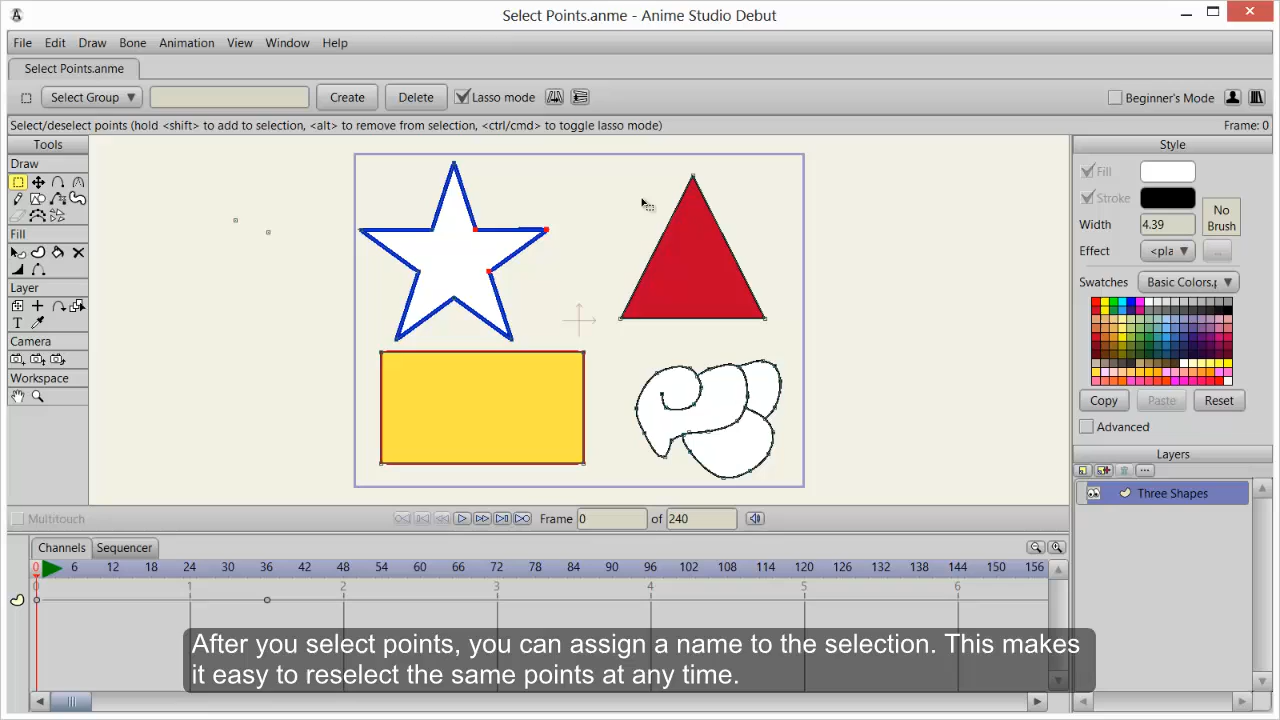 Select Points.anme - Anime Studio Debut
File Edit Draw Bone Animation View Window Help
Select Points.anme
Select Group Create Delete Lasso mode Beginner's Mode
Select/deselect points (hold <shift> to add to selection, <alt> to remove from selection, <ctrl/cmd> to toggle lasso mode) Frame: 0
Tools
Draw
Fill
Layer
Camera
Workspace
Style
Fill
Stroke
No
Brush
Width 4.39
Effect <pla ...
Swatches Basic Colors.
Copy Paste Reset
Advanced
Layers
Three Shapes
Multitouch Frame 0 of 240
Channels Sequencer
0 6 12 18 24 30 36 42 48 54 60 66 72 78 84 90 96 102 108 114 120 126 132 138 144 150 156
0 1 2 3 4 5 6
After you select points, you can assign a name to the selection. This makes
it easy to reselect the same points at any time.